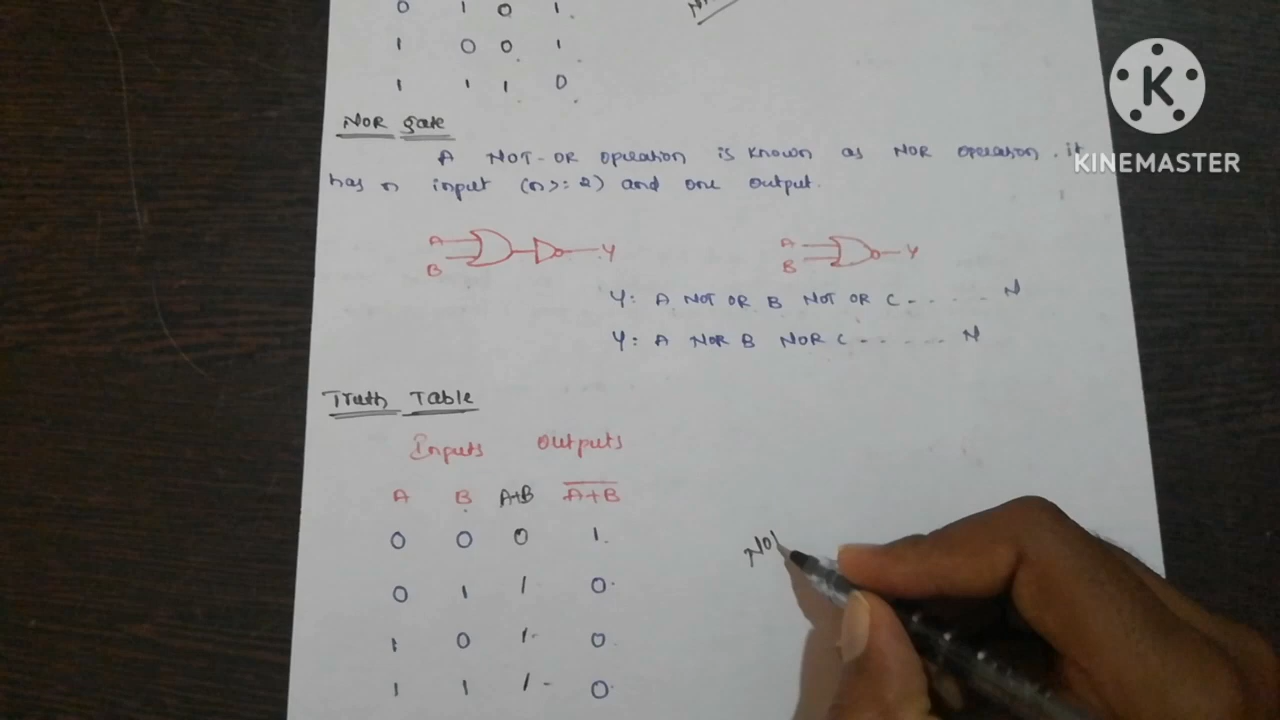 0 1 0 1
1 0 0 1
1 1 1 0
K
KINEMASTER
NOR gate
A NOT-OR operation is known as NOR operation. it
has n input (n>=2) and one output.
A B Y
A B Y
Y: A NOT OR B NOT OR C...... N
Y: A NOR B NOR C...... N
Truth Table
Inputs Outputs
A B A+B A̅+̅B̅
0 0 0 1
0 1 1 0
1 0 1 0
1 1 1 0